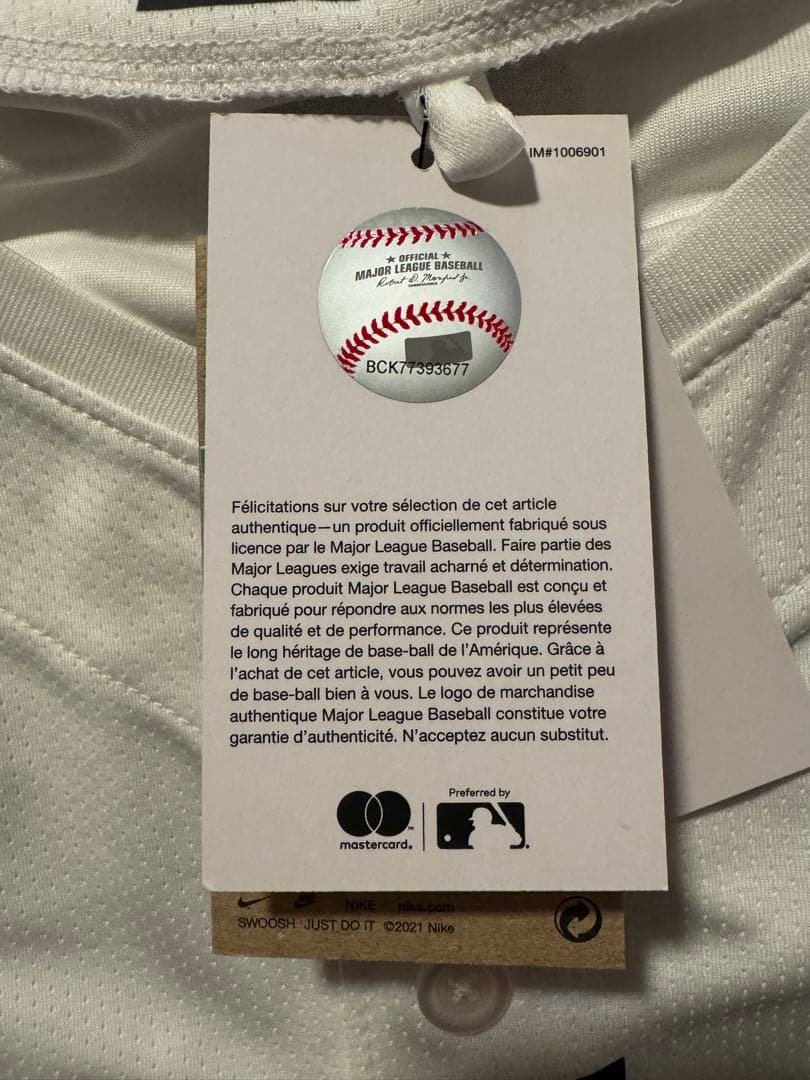 IM#1006901
★ OFFICIAL ★
MAJOR LEAGUE BASEBALL
BCK77393677
Félicitations sur votre sélection de cet article
authentique—un produit officiellement fabriqué sous
licence par le Major League Baseball. Faire partie des
Major Leagues exige travail acharné et détermination.
Chaque produit Major League Baseball est conçu et
fabriqué pour répondre aux normes les plus élevées
de qualité et de performance. Ce produit représente
le long héritage de base-ball de l'Amérique. Grâce à
l'achat de cet article, vous pouvez avoir un petit peu
de base-ball bien à vous. Le logo de marchandise
authentique Major League Baseball constitue votre
garantie d'authenticité. N'acceptez aucun substitut.
mastercard.
Preferred by
NIKE nike.com
SWOOSH JUST DO IT ©2021 Nike